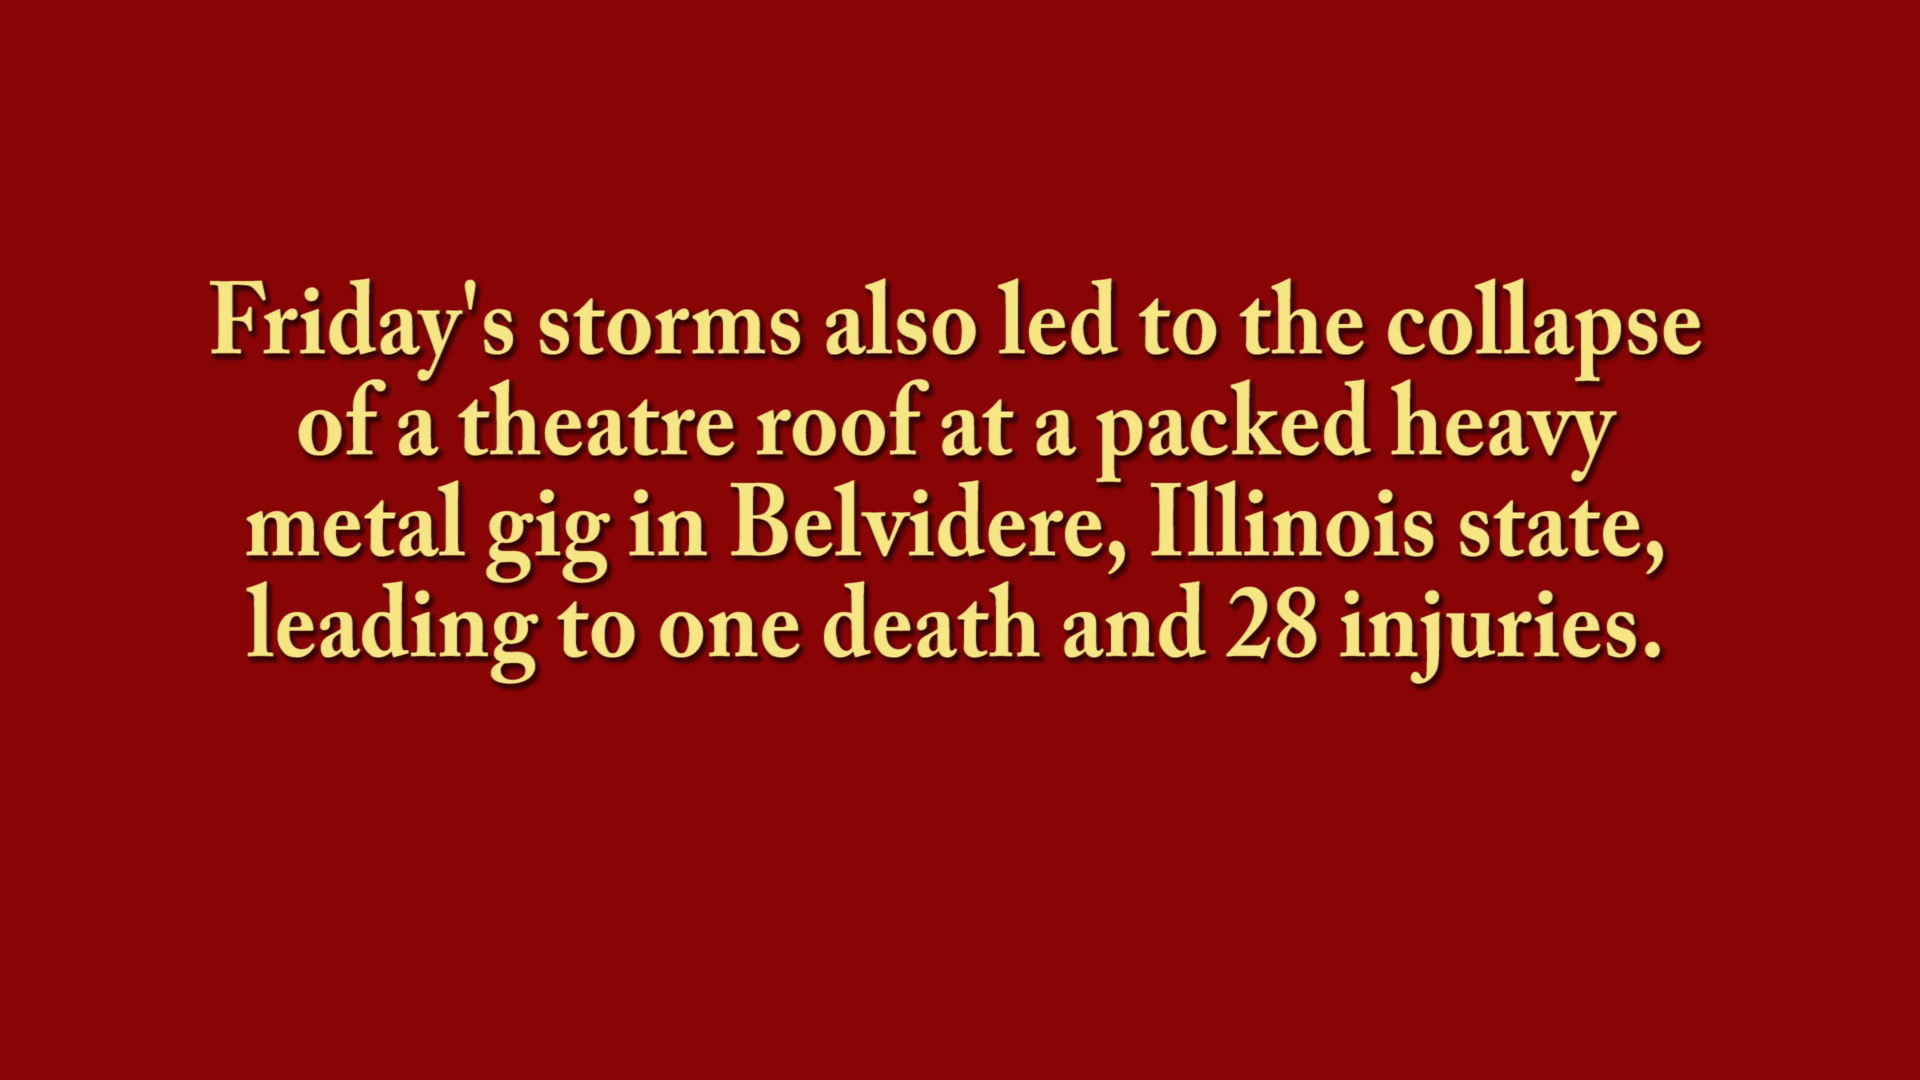 Friday's storms also led to the collapse
of a theatre roof at a packed heavy
metal gig in Belvidere, Illinois state,
leading to one death and 28 injuries.